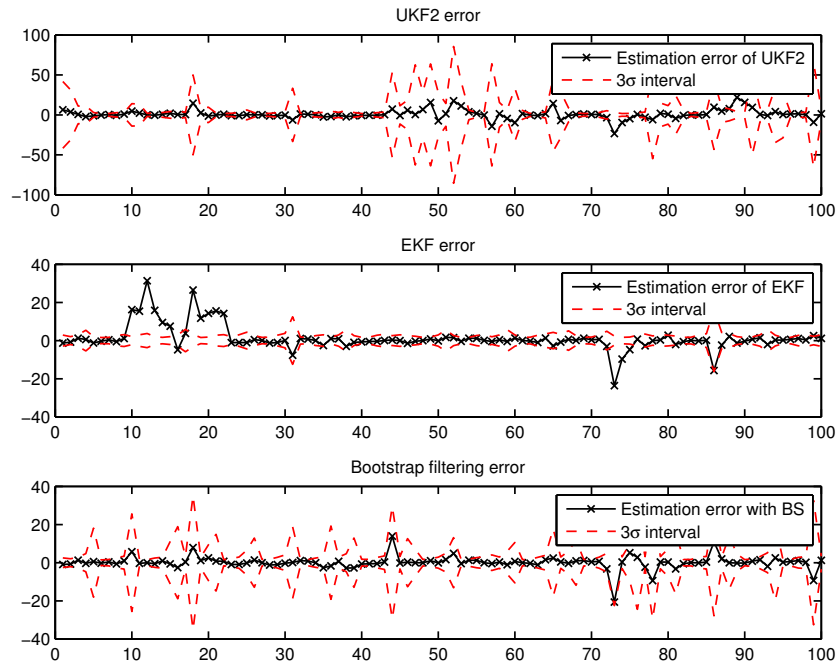 UKF2 error
100
50
0
−50
−100
Estimation error of UKF2
3σ interval
0 10 20 30 40 50 60 70 80 90 100
EKF error
40
20
0
−20
−40
Estimation error of EKF
3σ interval
0 10 20 30 40 50 60 70 80 90 100
Bootstrap filtering error
40
20
0
−20
−40
Estimation error with BS
3σ interval
0 10 20 30 40 50 60 70 80 90 100